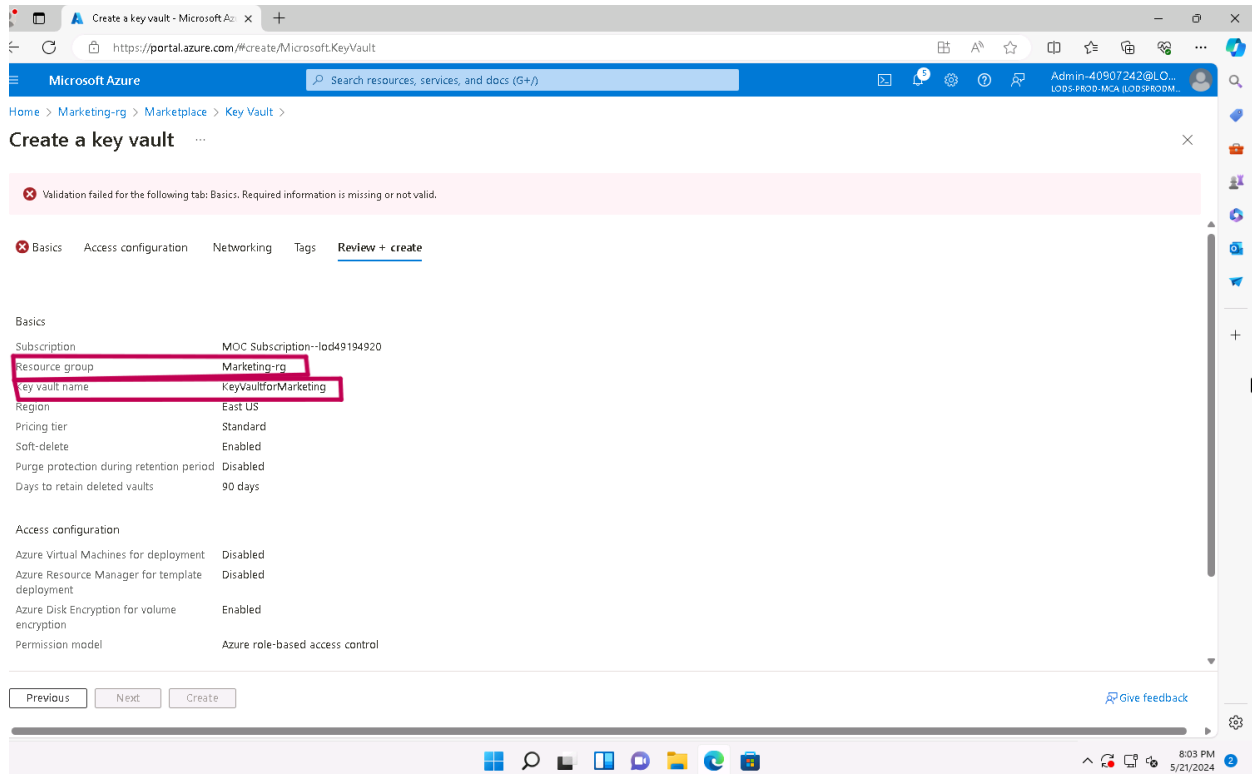 Create a key vault - Microsoft Az
https://portal.azure.com/#create/Microsoft.KeyVault
Microsoft Azure
Search resources, services, and docs (G+/)
5
Admin-40907242@LO...
LODS-PROD-MCA (LODSPRODM...
Home > Marketing-rg > Marketplace > Key Vault >
Create a key vault ...
Validation failed for the following tab: Basics. Required information is missing or not valid.
Basics Access configuration Networking Tags Review + create
Basics
Subscription MOC Subscription--lod49194920
Resource group Marketing-rg
Key vault name KeyVaultforMarketing
Region East US
Pricing tier Standard
Soft-delete Enabled
Purge protection during retention period Disabled
Days to retain deleted vaults 90 days
Access configuration
Azure Virtual Machines for deployment Disabled
Azure Resource Manager for template Disabled
deployment
Azure Disk Encryption for volume Enabled
encryption
Permission model Azure role-based access control
Previous Next Create Give feedback
8:03 PM
5/21/2024
2